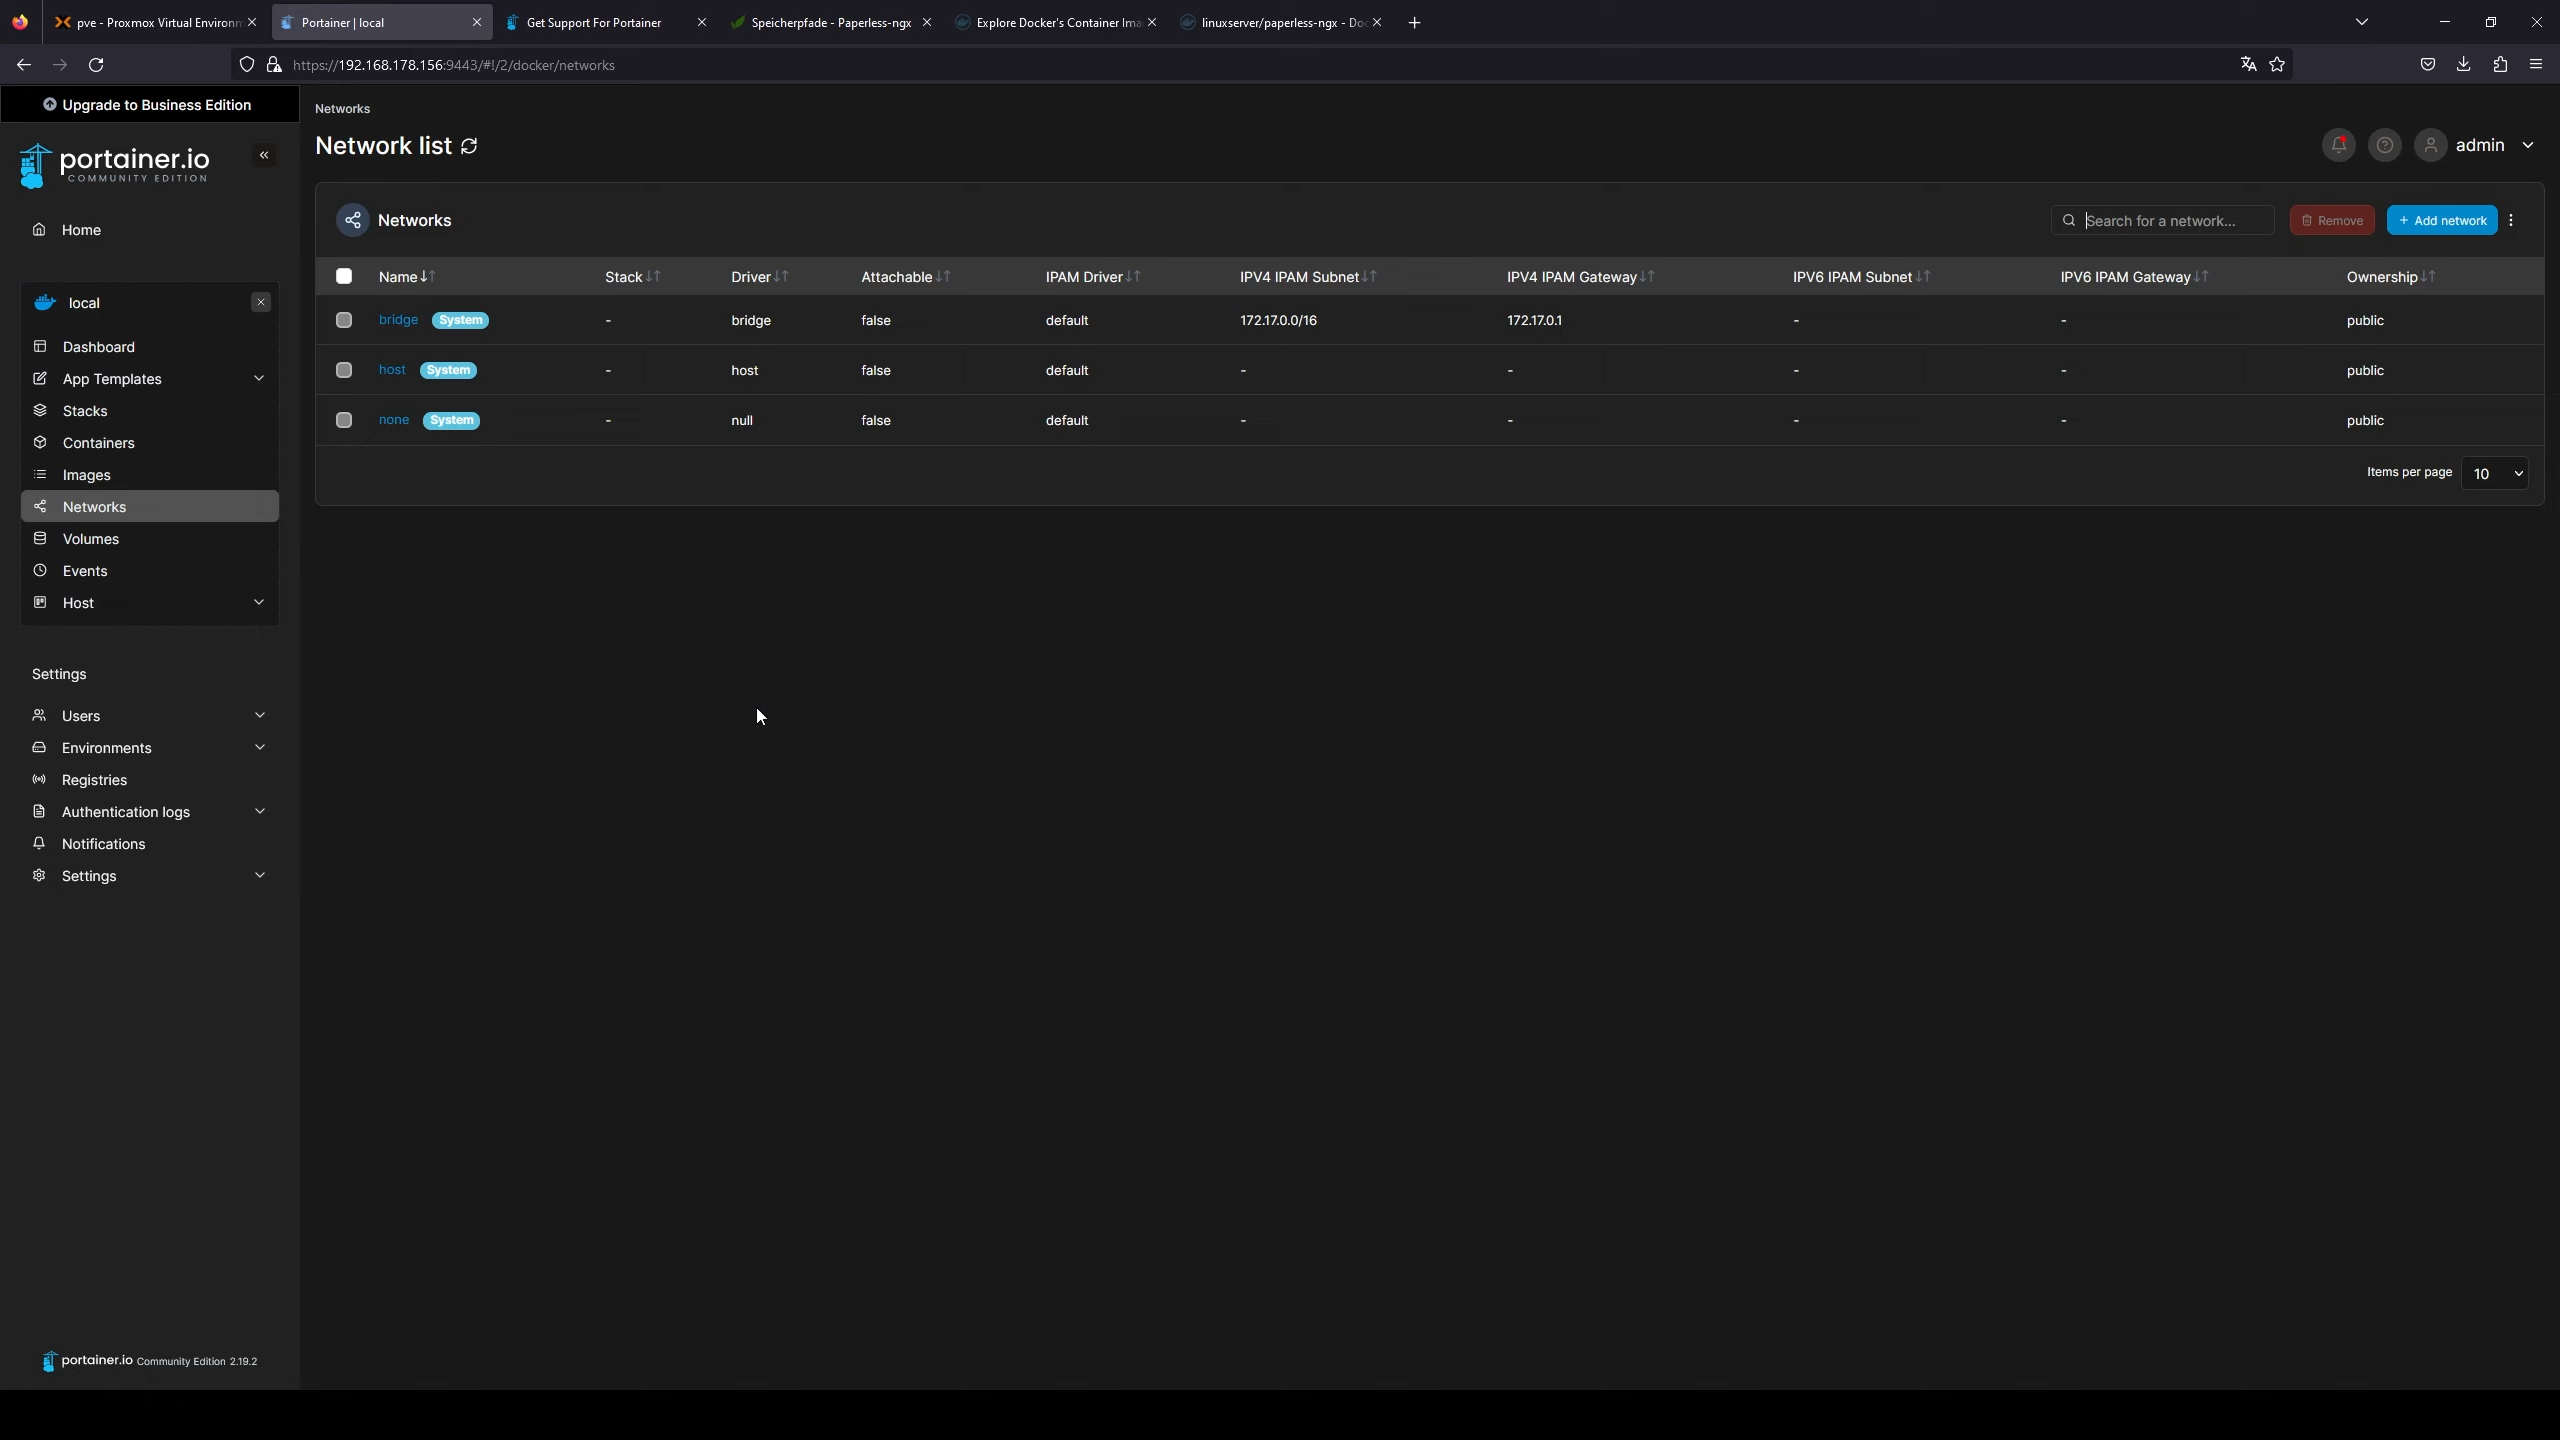 pve - Proxmox Virtual Environm
Portainer | local
Get Support For Portainer
Speicherpfade - Paperless-ngx
Explore Docker's Container Ima
linuxserver/paperless-ngx - Doc
https://192.168.178.156:9443/#!/2/docker/networks
Upgrade to Business Edition
portainer.io
COMMUNITY EDITION
Home
local
Dashboard
App Templates
Stacks
Containers
Images
Networks
Volumes
Events
Host
Settings
Users
Environments
Registries
Authentication logs
Notifications
Settings
portainer.io Community Edition 2.19.2
Networks
Network list
admin
Networks
Search for a network...
Remove
+ Add network
Name Stack Driver Attachable IPAM Driver IPV4 IPAM Subnet IPV4 IPAM Gateway IPV6 IPAM Subnet IPV6 IPAM Gateway Ownership
bridge System - bridge false default 172.17.0.0/16 172.17.0.1 - - public
host System - host false default - - - - public
none System - null false default - - - - public
Items per page 10